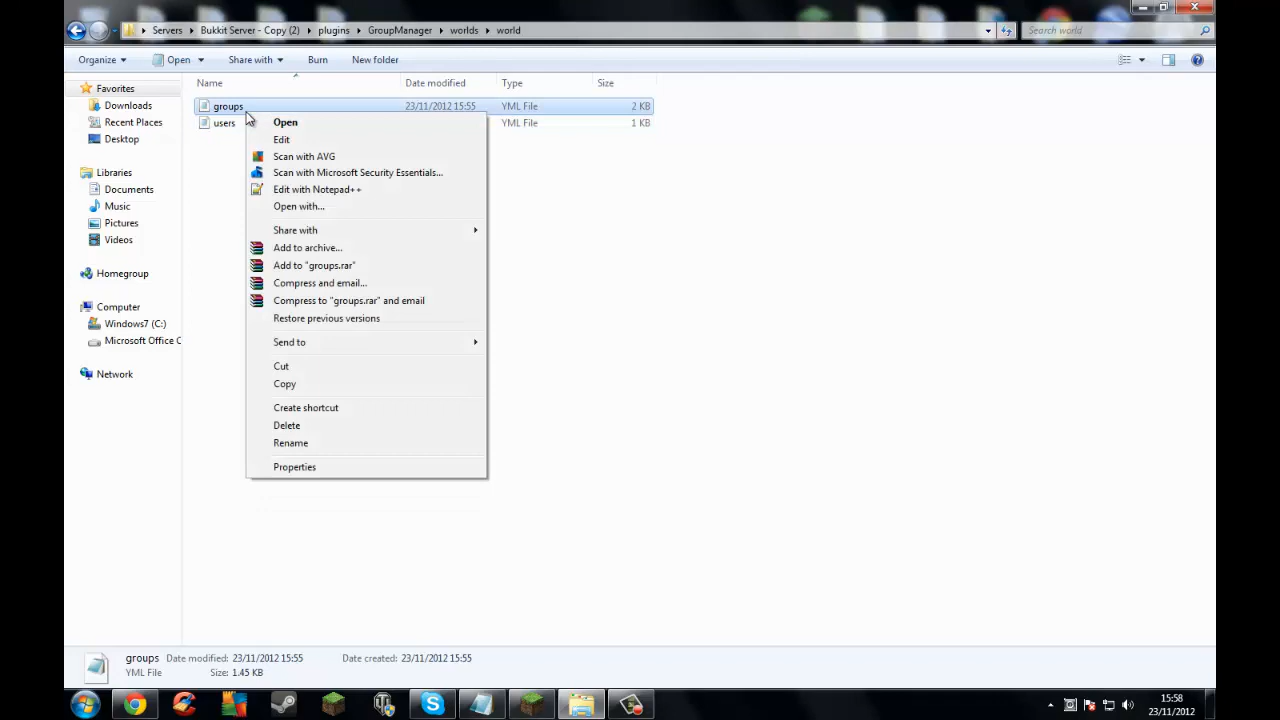 Servers Bukkit Server - Copy (2) plugins GroupManager worlds world Search world
Organize Open Share with Burn New folder
Name Date modified Type Size
groups 23/11/2012 15:55 YML File 2 KB
users YML File 1 KB
Favorites
Downloads
Recent Places
Desktop
Libraries
Documents
Music
Pictures
Videos
Homegroup
Computer
Windows7 (C:)
Microsoft Office C
Network
Open
Edit
Scan with AVG
Scan with Microsoft Security Essentials...
Edit with Notepad++
Open with...
Share with
Add to archive...
Add to "groups.rar"
Compress and email...
Compress to "groups.rar" and email
Restore previous versions
Send to
Cut
Copy
Create shortcut
Delete
Rename
Properties
groups Date modified: 23/11/2012 15:55 Date created: 23/11/2012 15:55
YML File Size: 1.45 KB
15:58
23/11/2012